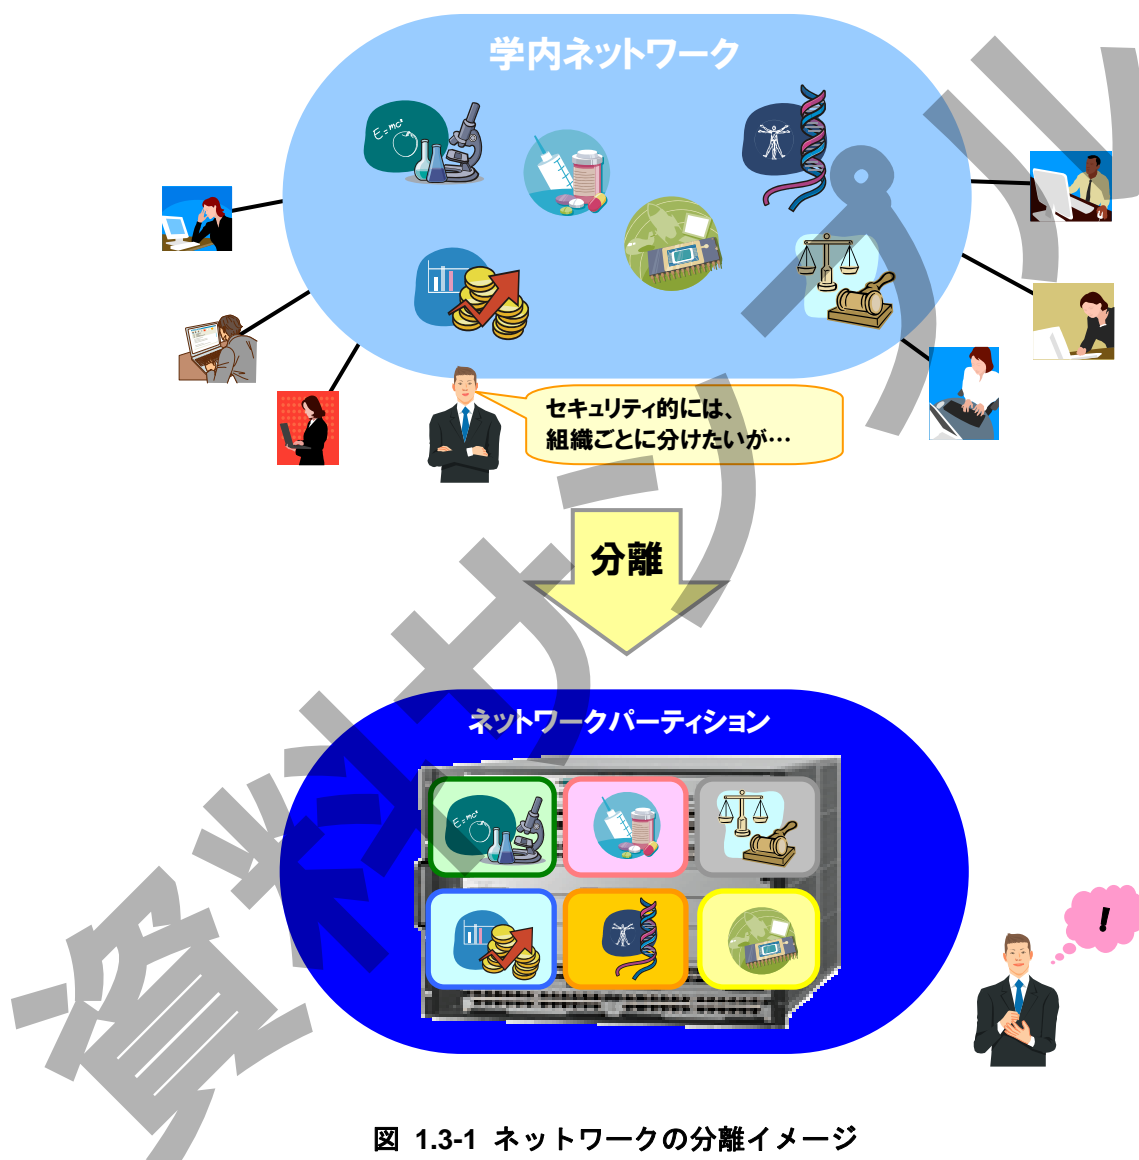 学内ネットワーク
E=mc²
セキュリティ的には、
組織ごとに分けたいが…
分離
ネットワークパーティション
E=mc²
!
図 1.3-1 ネットワークの分離イメージ
資料サンプル